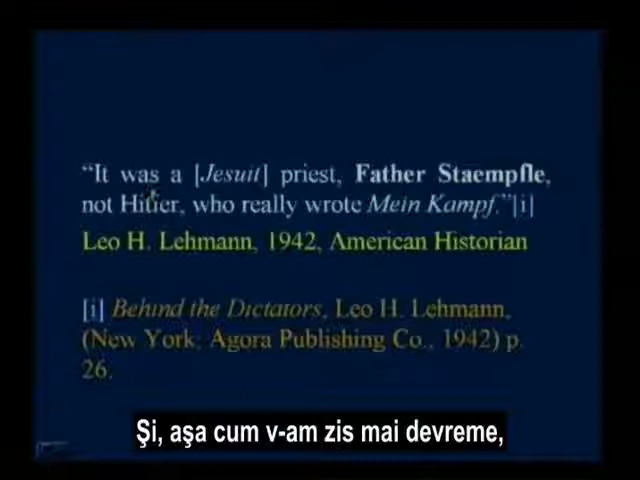 “It was a [Jesuit] priest, Father Staempfle,
not Hitler, who really wrote Mein Kampf.”[i]
Leo H. Lehmann, 1942, American Historian
[i] Behind the Dictators, Leo H. Lehmann,
(New York: Agora Publishing Co., 1942) p.
26.
Şi, aşa cum v-am zis mai devreme,